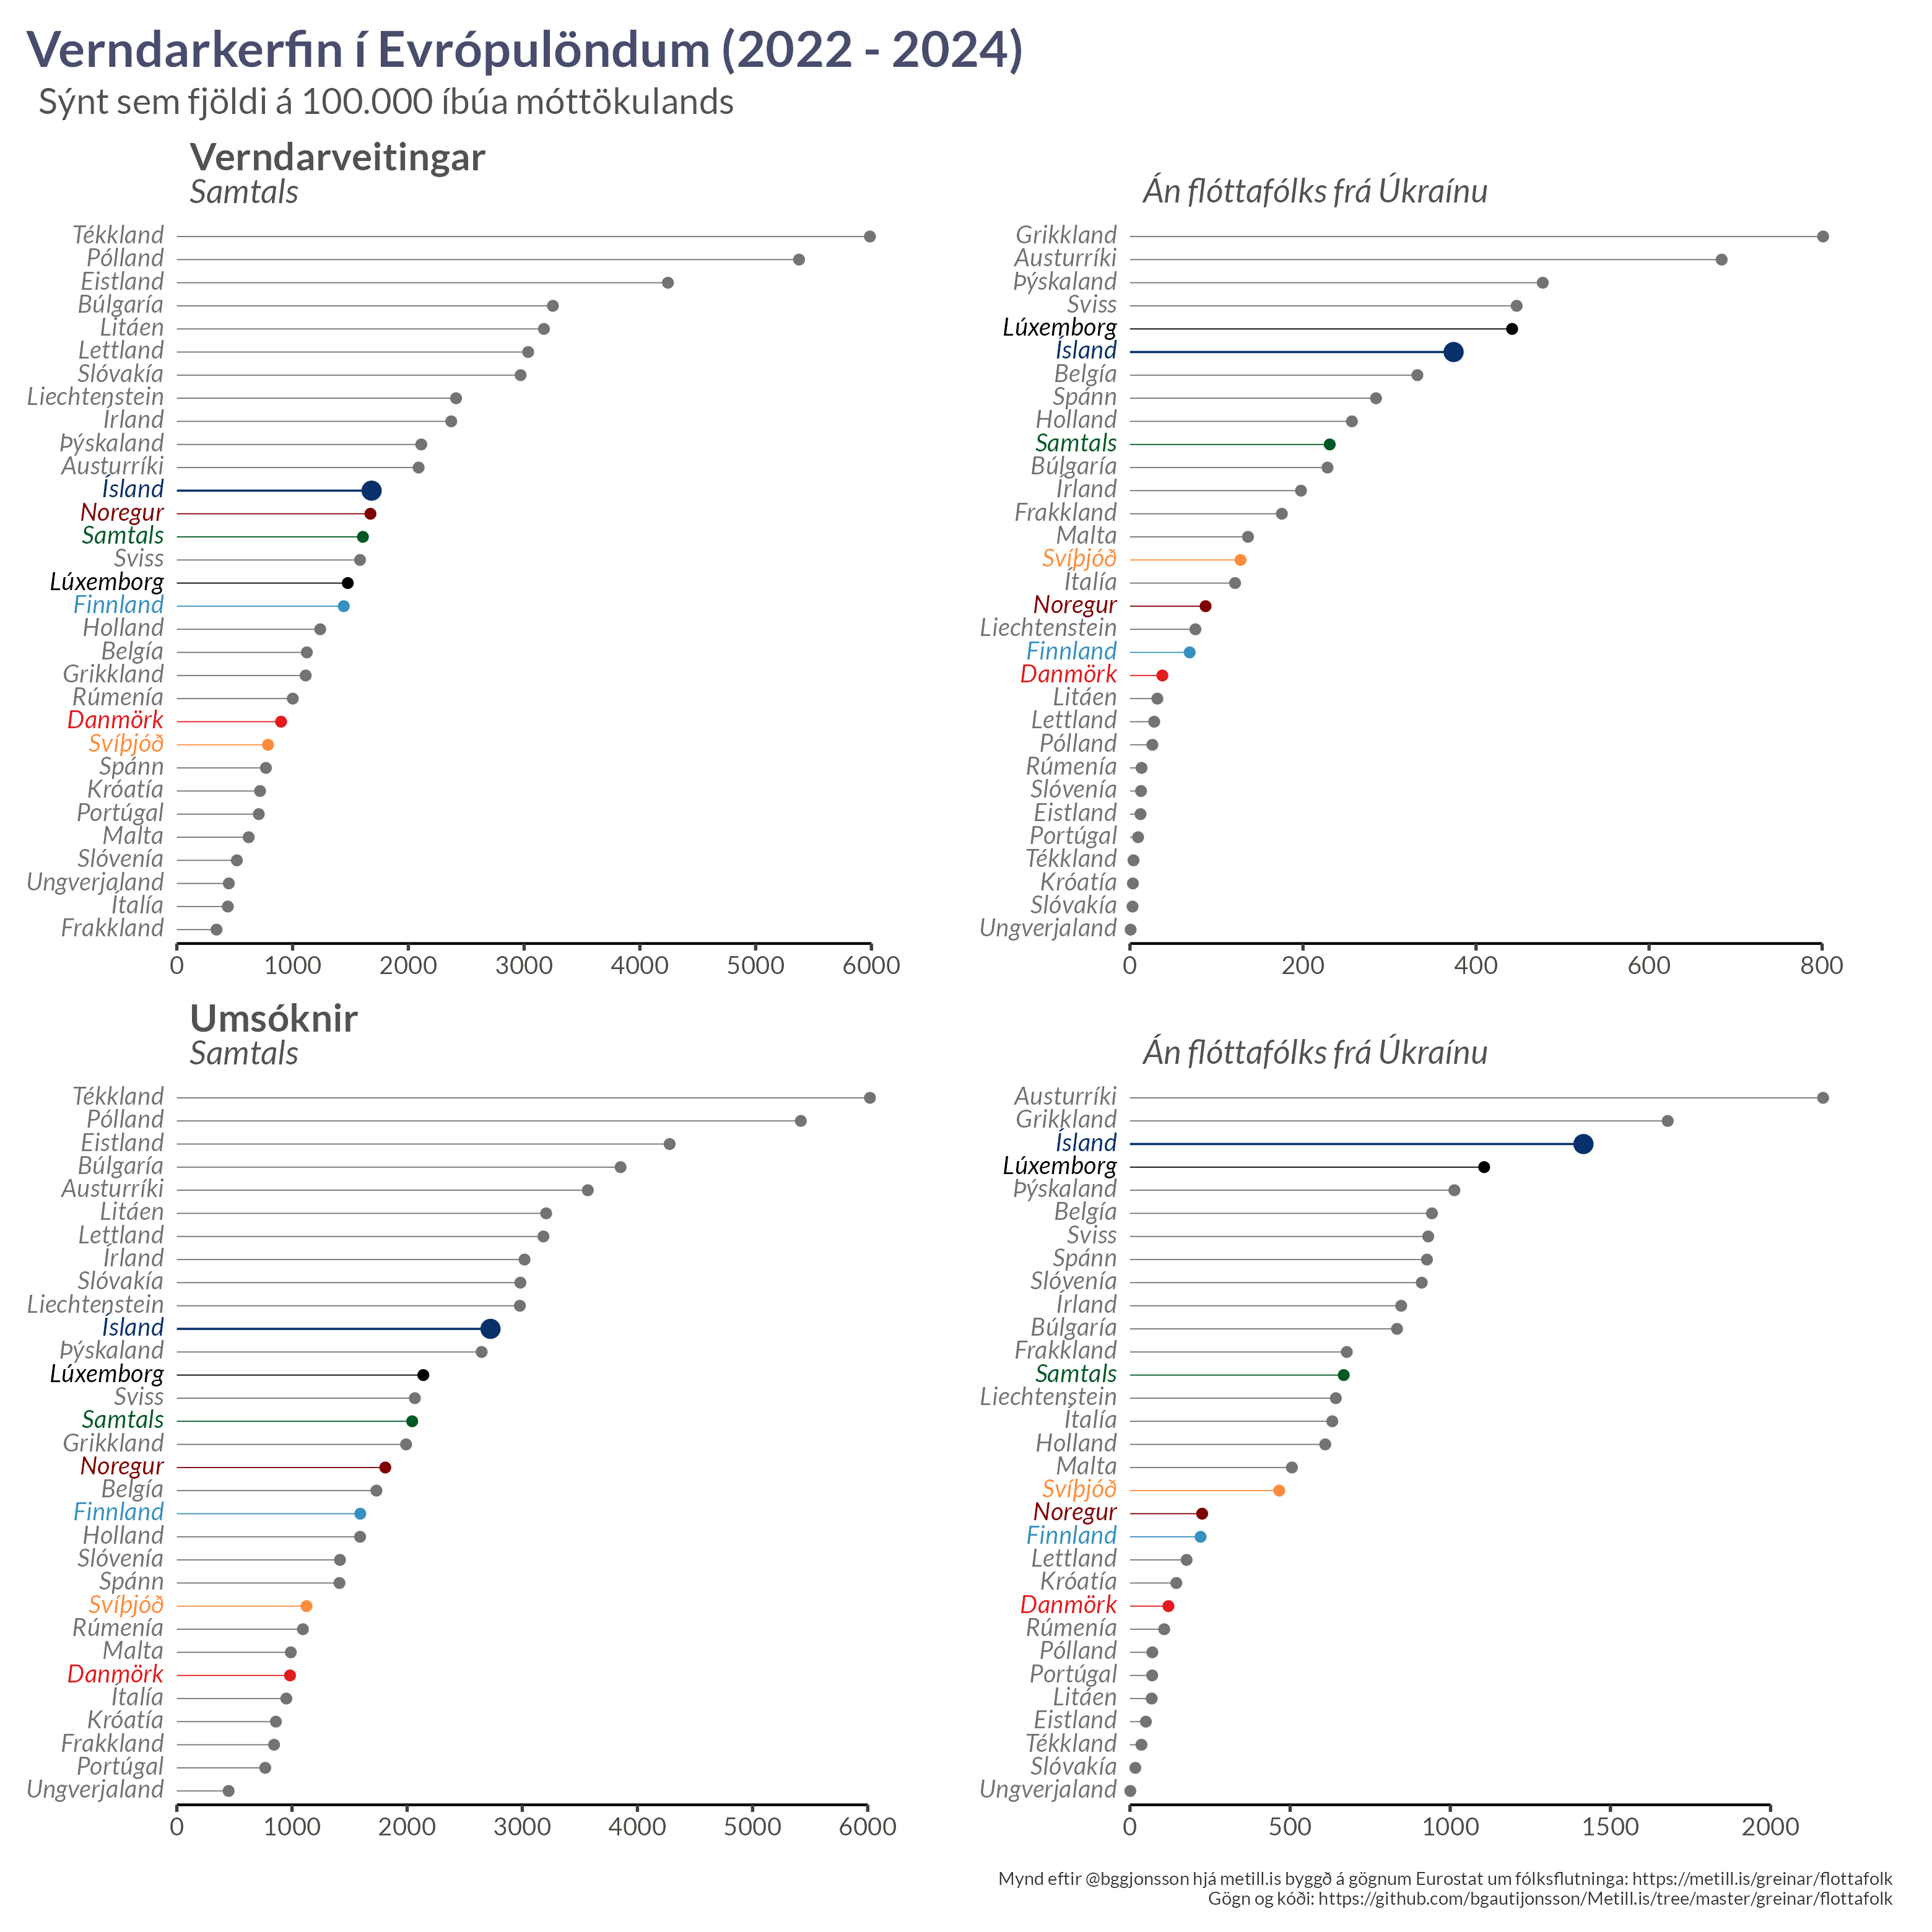 Verndarkerfin í Evrópulöndum (2022 - 2024)
Sýnt sem fjöldi á 100.000 íbúa móttökulands
Verndarveitingar
Samtals
Tékkland
Pólland
Eistland
Búlgaría
Litáen
Lettland
Slóvakía
Liechtenstein
Írland
Þýskaland
Austurríki
Ísland
Noregur
Samtals
Sviss
Lúxemborg
Finnland
Holland
Belgía
Grikkland
Rúmenía
Danmörk
Svíþjóð
Spánn
Króatía
Portúgal
Malta
Slóvenía
Ungverjaland
Ítalía
Frakkland
0 1000 2000 3000 4000 5000 6000
Án flóttafólks frá Úkraínu
Grikkland
Austurríki
Þýskaland
Sviss
Lúxemborg
Ísland
Belgía
Spánn
Holland
Samtals
Búlgaría
Írland
Frakkland
Malta
Svíþjóð
Ítalía
Noregur
Liechtenstein
Finnland
Danmörk
Litáen
Lettland
Pólland
Rúmenía
Slóvenía
Eistland
Portúgal
Tékkland
Króatía
Slóvakía
Ungverjaland
0 200 400 600 800
Umsóknir
Samtals
Tékkland
Pólland
Eistland
Búlgaría
Austurríki
Litáen
Lettland
Írland
Slóvakía
Liechtenstein
Ísland
Þýskaland
Lúxemborg
Sviss
Samtals
Grikkland
Noregur
Belgía
Finnland
Holland
Slóvenía
Spánn
Svíþjóð
Rúmenía
Malta
Danmörk
Ítalía
Króatía
Frakkland
Portúgal
Ungverjaland
0 1000 2000 3000 4000 5000 6000
Án flóttafólks frá Úkraínu
Austurríki
Grikkland
Ísland
Lúxemborg
Þýskaland
Belgía
Sviss
Spánn
Slóvenía
Írland
Búlgaría
Frakkland
Samtals
Liechtenstein
Ítalía
Holland
Malta
Svíþjóð
Noregur
Finnland
Lettland
Króatía
Danmörk
Rúmenía
Pólland
Portúgal
Litáen
Eistland
Tékkland
Slóvakía
Ungverjaland
0 500 1000 1500 2000
Mynd eftir @bggjonsson hjá metill.is byggð á gögnum Eurostat um fólksflutninga: https://metill.is/greinar/flottafolk
Gögn og kóði: https://github.com/bgautijonsson/Metill.is/tree/master/greinar/flottafolk